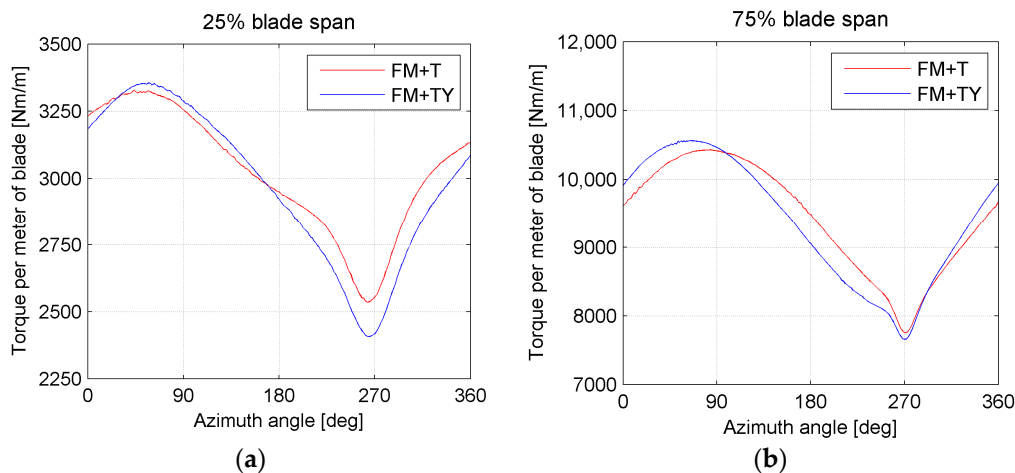 25% blade span
Torque per meter of blade [Nm/m]
3500
3250
3000
2750
2500
2250
FM+T
FM+TY
0 90 180 270 360
Azimuth angle [deg]
(a)
75% blade span
Torque per meter of blade [Nm/m]
12,000
11,000
10,000
9000
8000
7000
FM+T
FM+TY
0 90 180 270 360
Azimuth angle [deg]
(b)